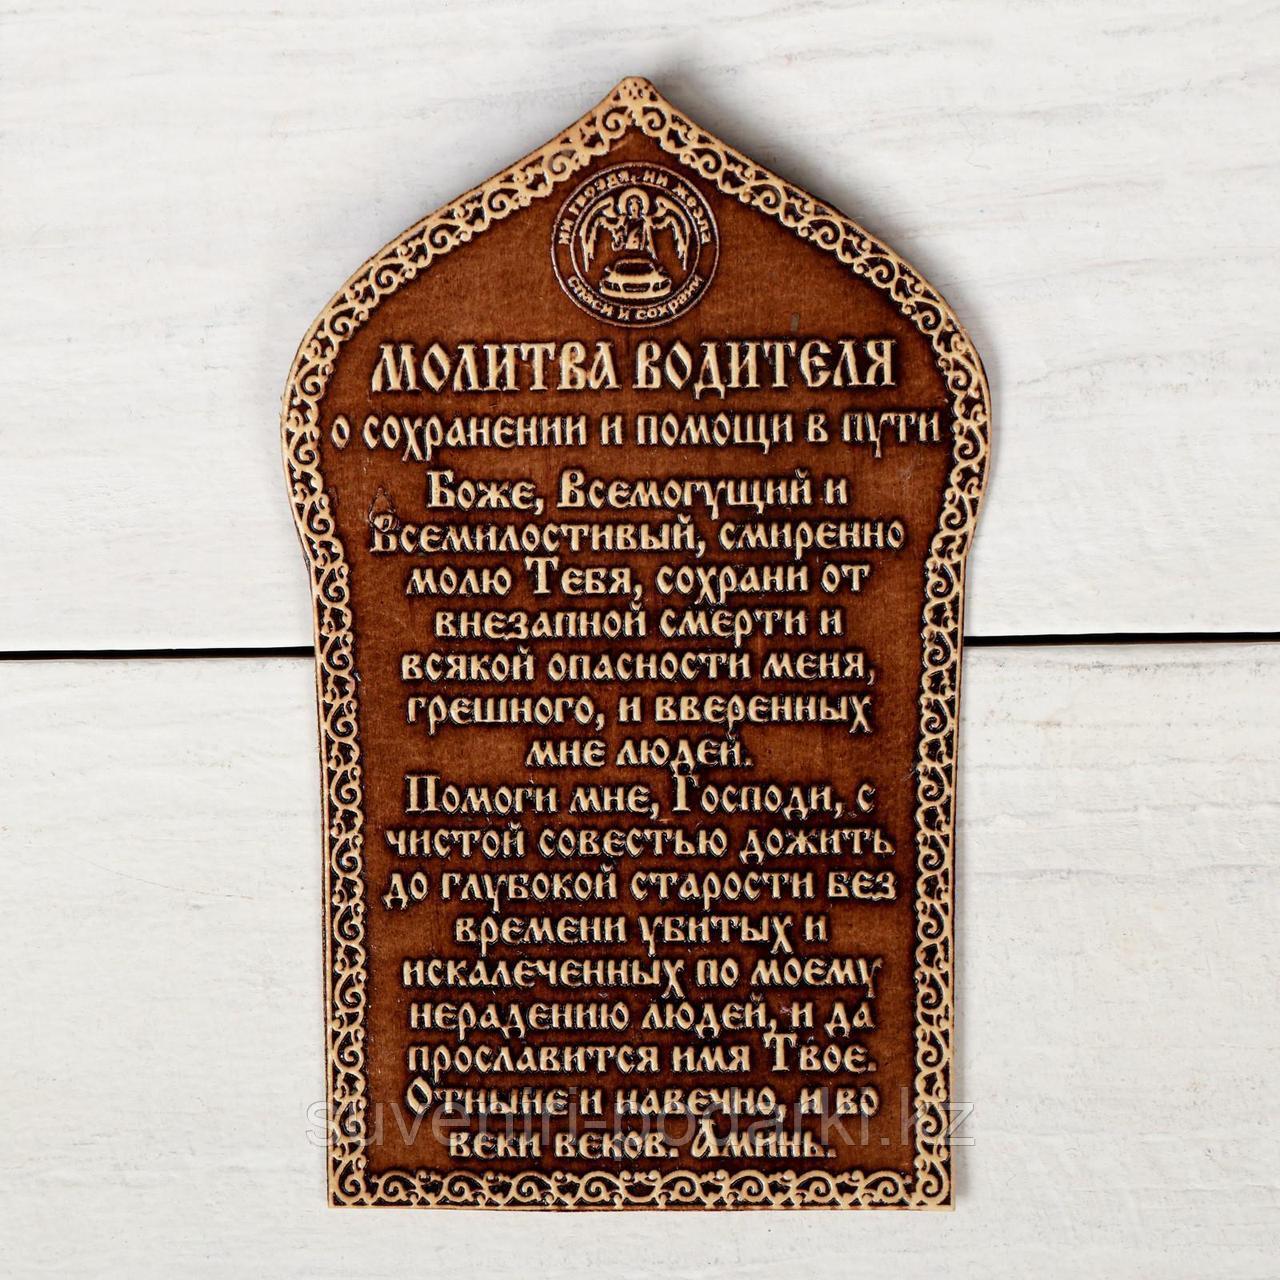 ни гвоздя, ни жезла
спаси и сохрани
Молитва водителя
о сохранении и помощи в пути
Боже, Всемогущий и
Всемилостивый, смиренно
молю Тебя, сохрани от
внезапной смерти и
всякой опасности меня,
грешного, и вверенных
мне людей.
Помоги мне, Господи, с
чистой совестью дожить
до глубокой старости без
времени убитых и
искалеченных по моему
нерадению людей, и да
прославится имя Твое.
Отныне и навечно, и во
веки веков. Аминь.
suveniri-podarki.kz